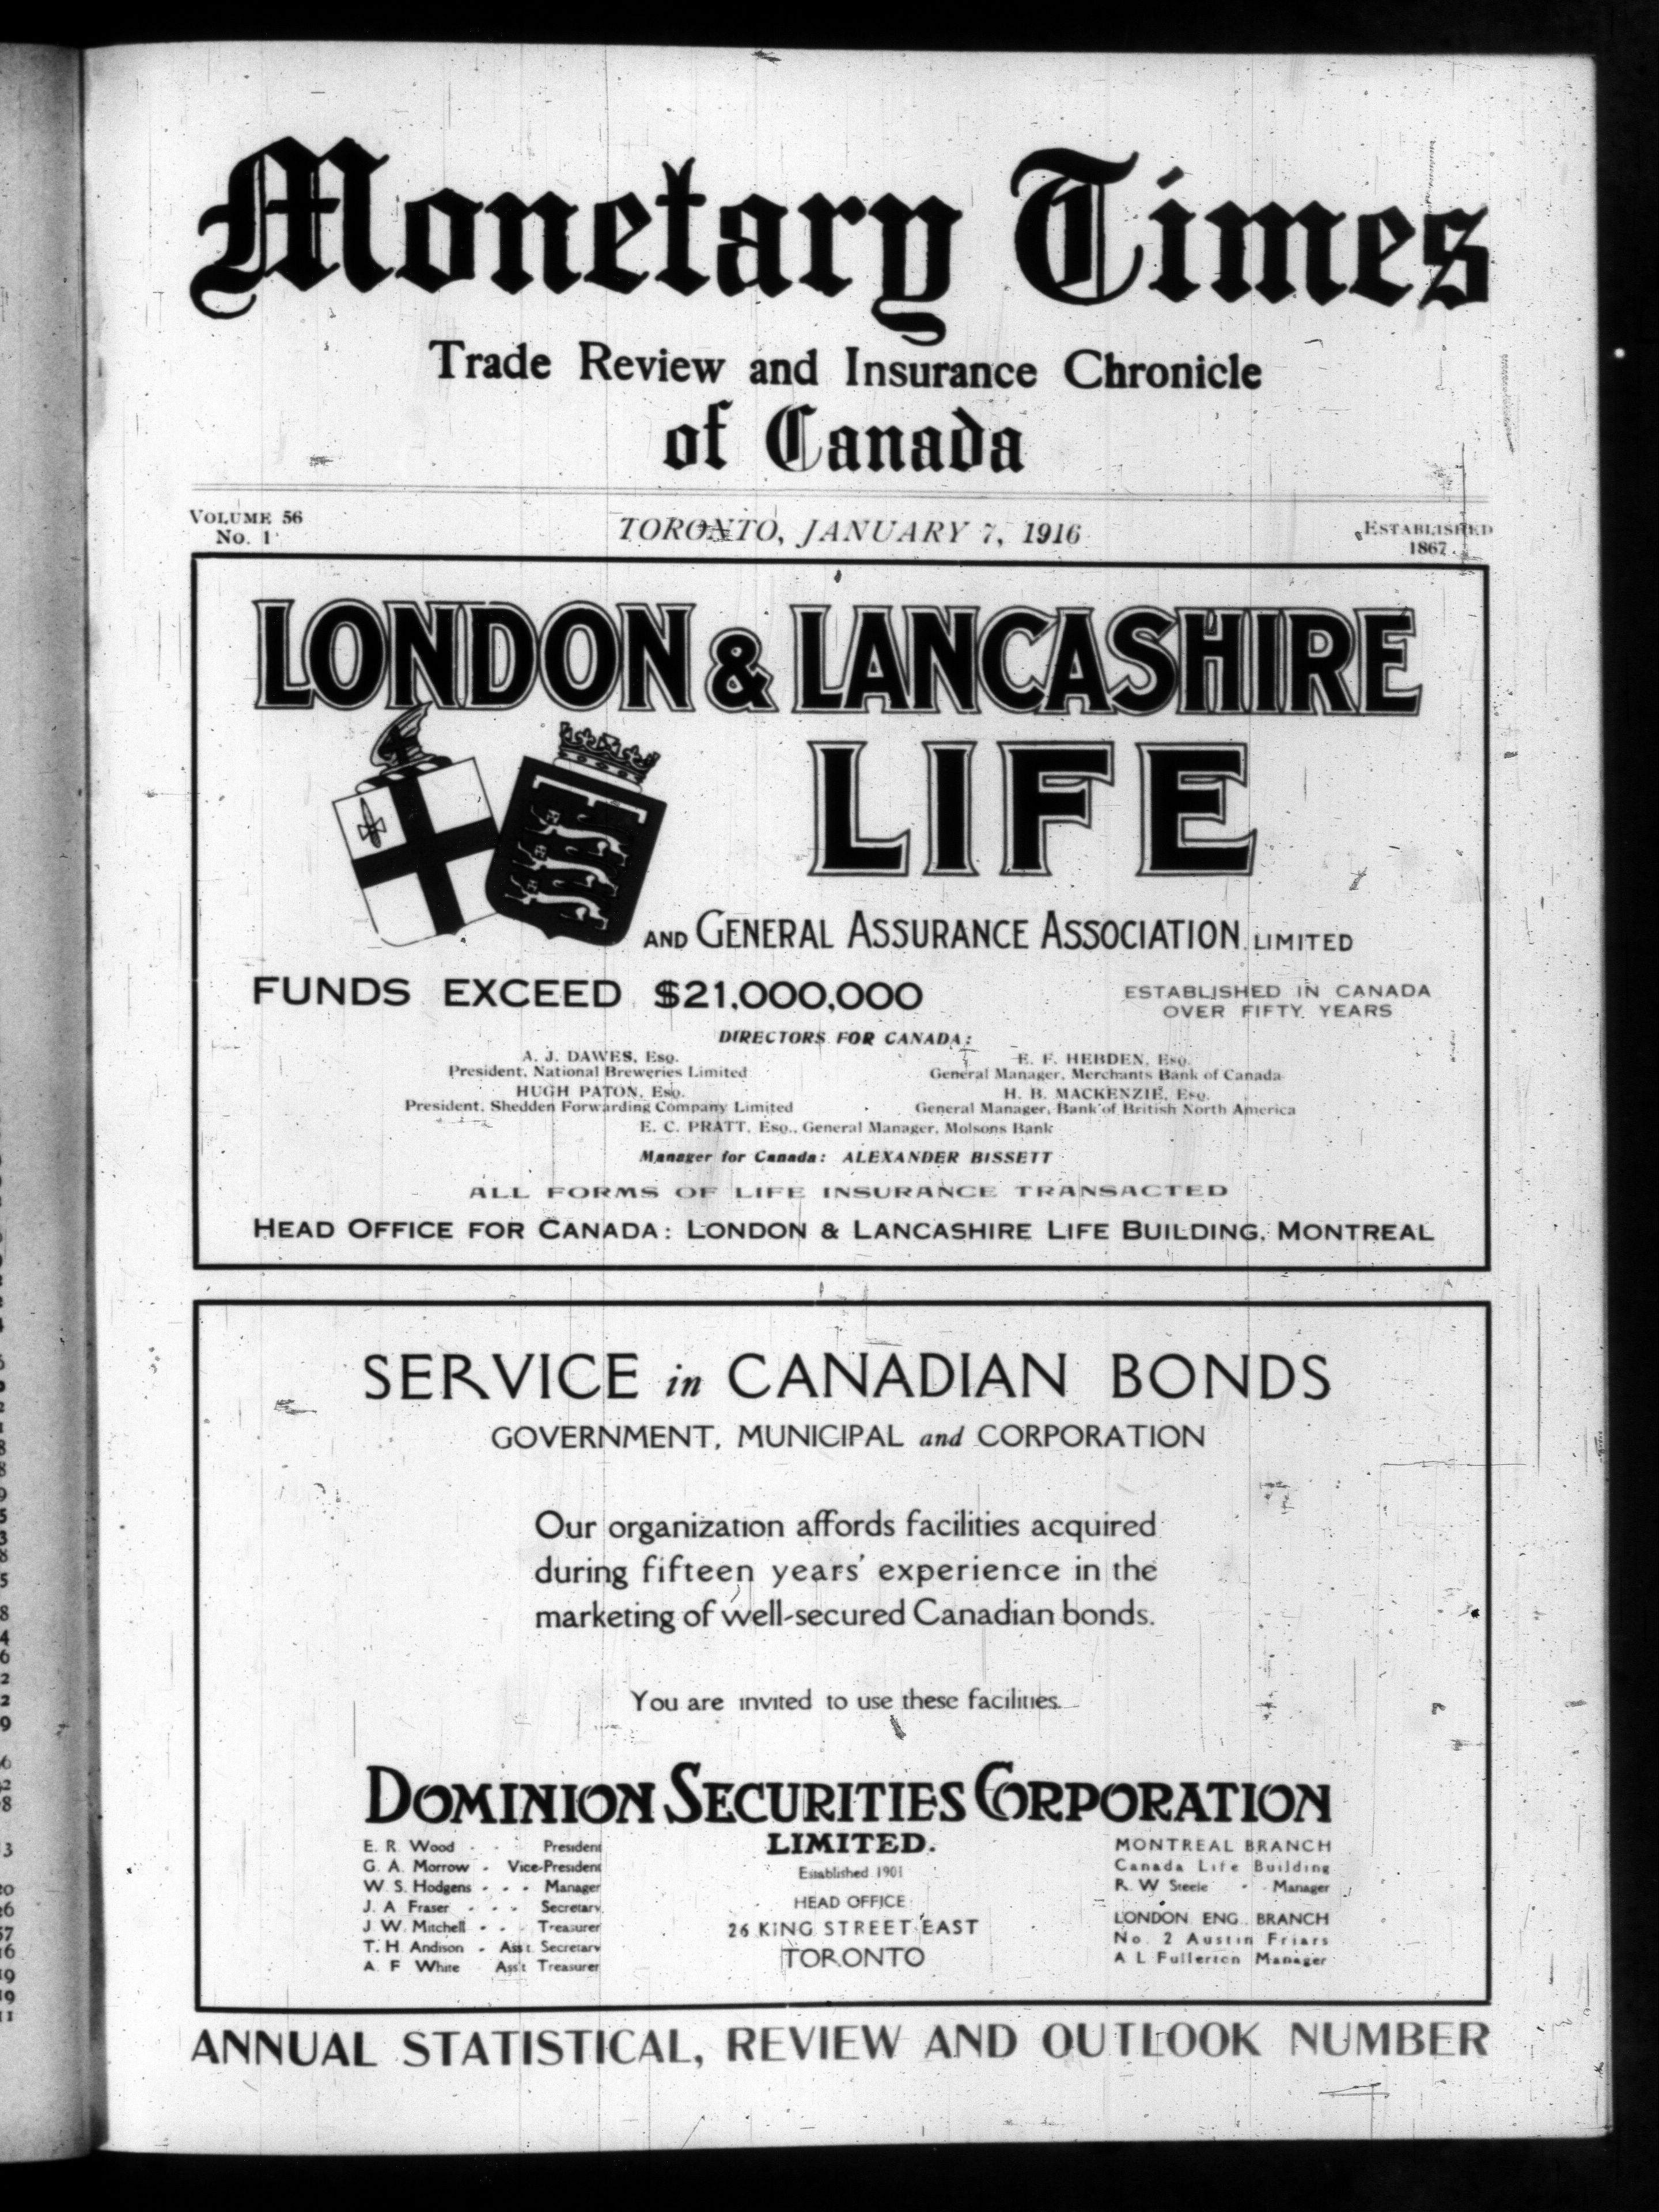 Monetary Times
Trade Review and Insurance Chronicle
of Canada
VOLUME 56
No. 1
TORONTO, JANUARY 7, 1916
ESTABLISHED
1867
LONDON & LANCASHIRE
LIFE
AND GENERAL ASSURANCE ASSOCIATION LIMITED
FUNDS EXCEED $21,000,000
ESTABLISHED IN CANADA
OVER FIFTY YEARS
DIRECTORS FOR CANADA:
A. J. DAWES, Esq.
President, National Breweries Limited
E. F. HEBDEN, Esq.
General Manager, Merchants Bank of Canada
HUGH PATON, Esq.
President, Shedden Forwarding Company Limited
H. B. MACKENZIE, Esq.
General Manager, Bank of British North America
E. C. PRATT, Esq., General Manager, Molsons Bank
Manager for Canada: ALEXANDER BISSETT
ALL FORMS OF LIFE INSURANCE TRANSACTED
HEAD OFFICE FOR CANADA: LONDON & LANCASHIRE LIFE BUILDING, MONTREAL
SERVICE in CANADIAN BONDS
GOVERNMENT, MUNICIPAL and CORPORATION
Our organization affords facilities acquired
during fifteen years' experience in the
marketing of well-secured Canadian bonds.
You are invited to use these facilities.
DOMINION SECURITIES CORPORATION
LIMITED.
Established 1901
HEAD OFFICE
26 KING STREET EAST
TORONTO
E. R. Wood - - President
G. A. Morrow - Vice-President
W. S. Hodgens - - - Manager
J. A. Fraser - - - Secretary
J. W. Mitchell - - - Treasurer
T. H. Andison - Ass't. Secretary
A. F. White Ass't Treasurer
MONTREAL BRANCH
Canada Life Building
R. W. Steele - - Manager
LONDON, ENG., BRANCH
No. 2 Austin Friars
A. L. Fullerton Manager
ANNUAL STATISTICAL, REVIEW AND OUTLOOK NUMBER